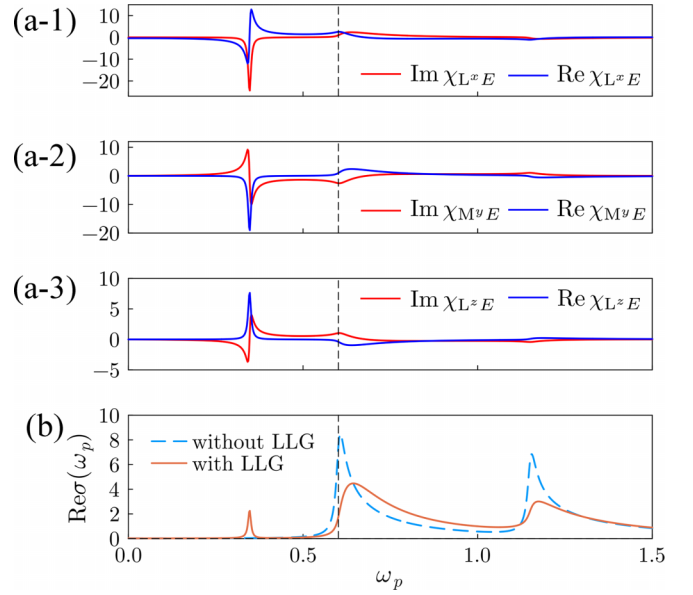 (a-1)
10
0
−10
−20
Im χ_{L^x E}
Re χ_{L^x E}
(a-2)
10
0
−10
−20
Im χ_{M^y E}
Re χ_{M^y E}
(a-3)
10
5
0
−5
Im χ_{L^z E}
Re χ_{L^z E}
(b)
Reσ(ω_p)
10
8
6
4
2
0
without LLG
with LLG
0.0 0.5 1.0 1.5
ω_p